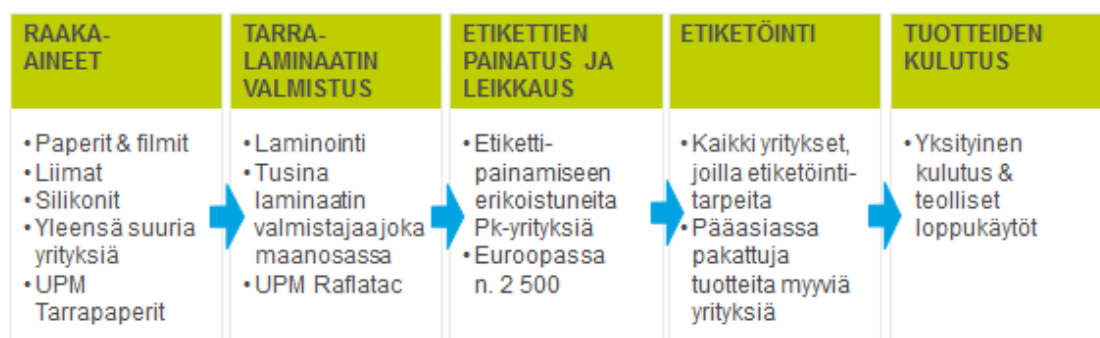 RAAKA-
AINEET
• Paperit & filmit
• Liimat
• Silikonit
• Yleensä suuria
yrityksiä
• UPM
Tarrapaperit
TARRA-
LAMINAATIN
VALMISTUS
• Laminointi
• Tusina
laminaatin
valmistajaa joka
maanosassa
• UPM Raflatac
ETIKETTIEN
PAINATUS JA
LEIKKAUS
• Etiketti-
painamiseen
erikoistuneita
Pk-yrityksiä
• Euroopassa
n. 2 500
ETIKETÖINTI
• Kaikki yritykset,
joilla etiketöinti-
tarpeita
• Pääasiassa
pakattuja
tuotteita myyviä
yrityksiä
TUOTTEIDEN
KULUTUS
• Yksityinen
kulutus &
teolliset
loppukäytöt